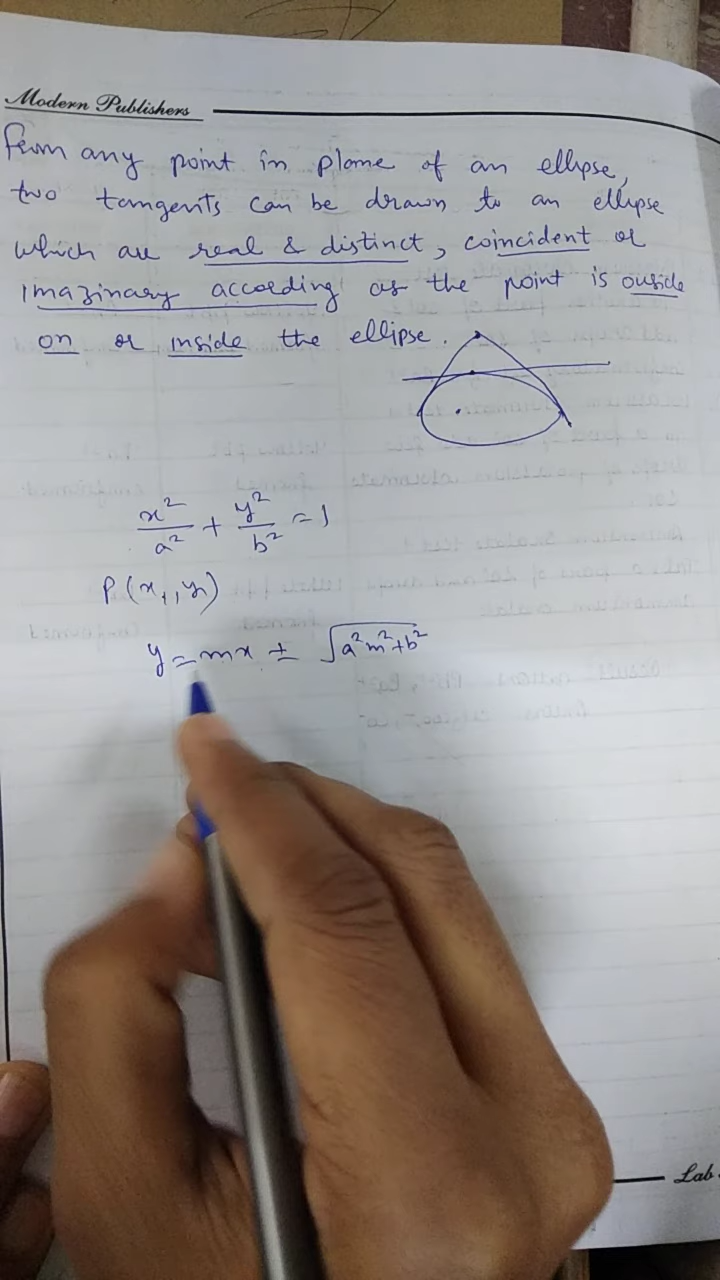 Modern Publishers
From any point in plane of an ellipse,
two tangents can be drawn to an ellipse
which are real & distinct, coincident or
imazinary according as the point is ouside
on or inside the ellipse.
x²/a² + y²/b² = 1
P(x₁, y₁)
y = mx ± √a²m²+b²
Lab